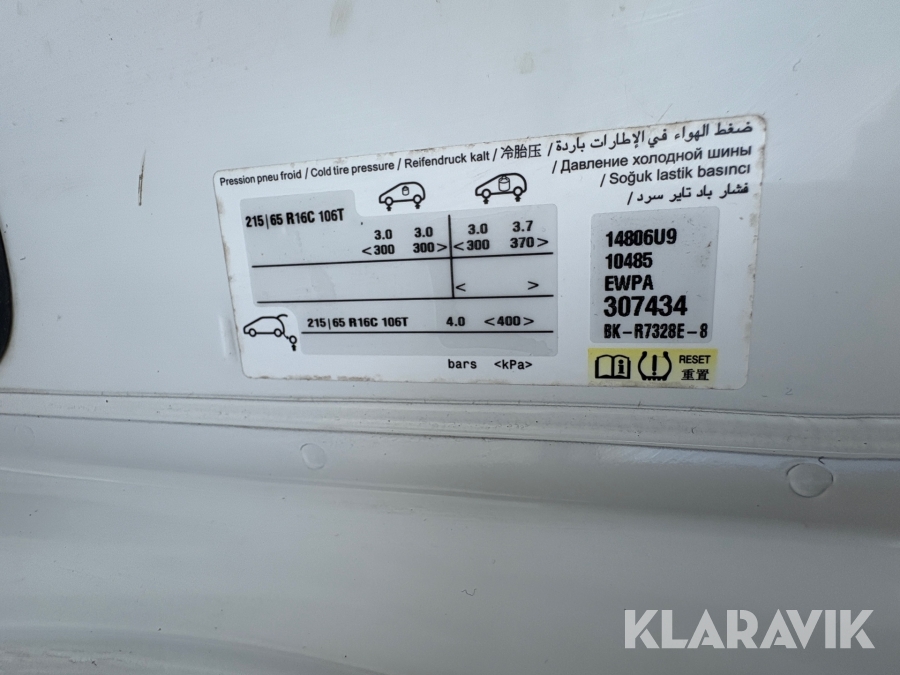 Pression pneu froid / Cold tire pressure / Reifendruck kalt / 冷胎压 / ضغط الهواء في الإطارات باردة
/ Давление холодной шины
/ Soğuk lastik basıncı
/ فشار باد تایر سرد
215|65 R16C 106T
3.0 3.0 3.0 3.7
<300 300> <300 370>
< >
215|65 R16C 106T 4.0 <400>
bars <kPa>
14806U9
10485
EWPA
307434
BK-R7328E-8
RESET
重置
KLARAVIK